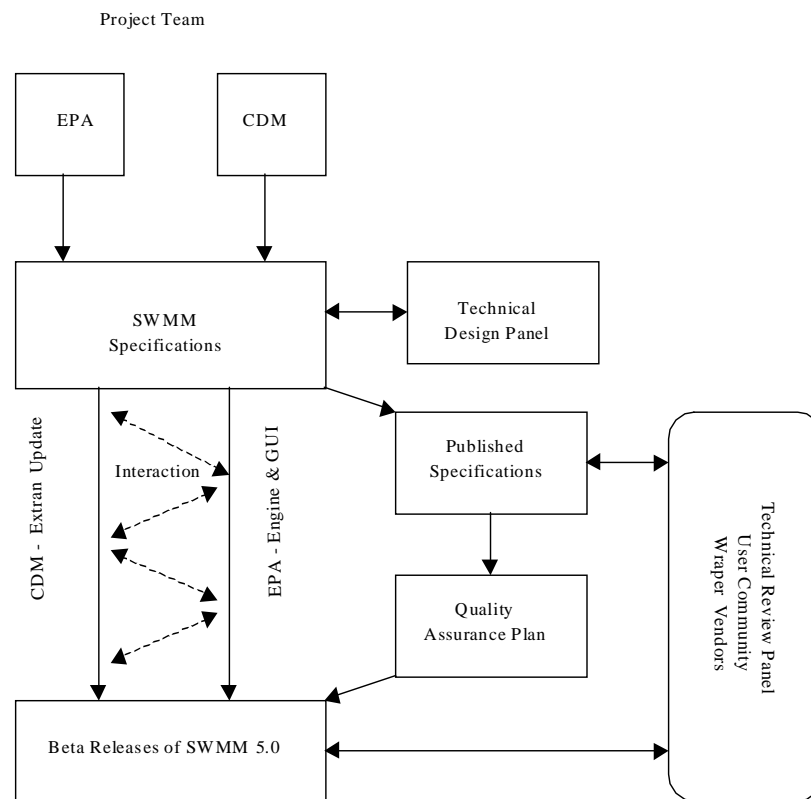 Project Team
EPA
CDM
SWMM
Specifications
Technical
Design Panel
CDM - Extran Update
Interaction
EPA - Engine & GUI
Published
Specifications
Technical Review Panel
User Community
Wraper Vendors
Quality
Assurance Plan
Beta Releases of SWMM 5.0